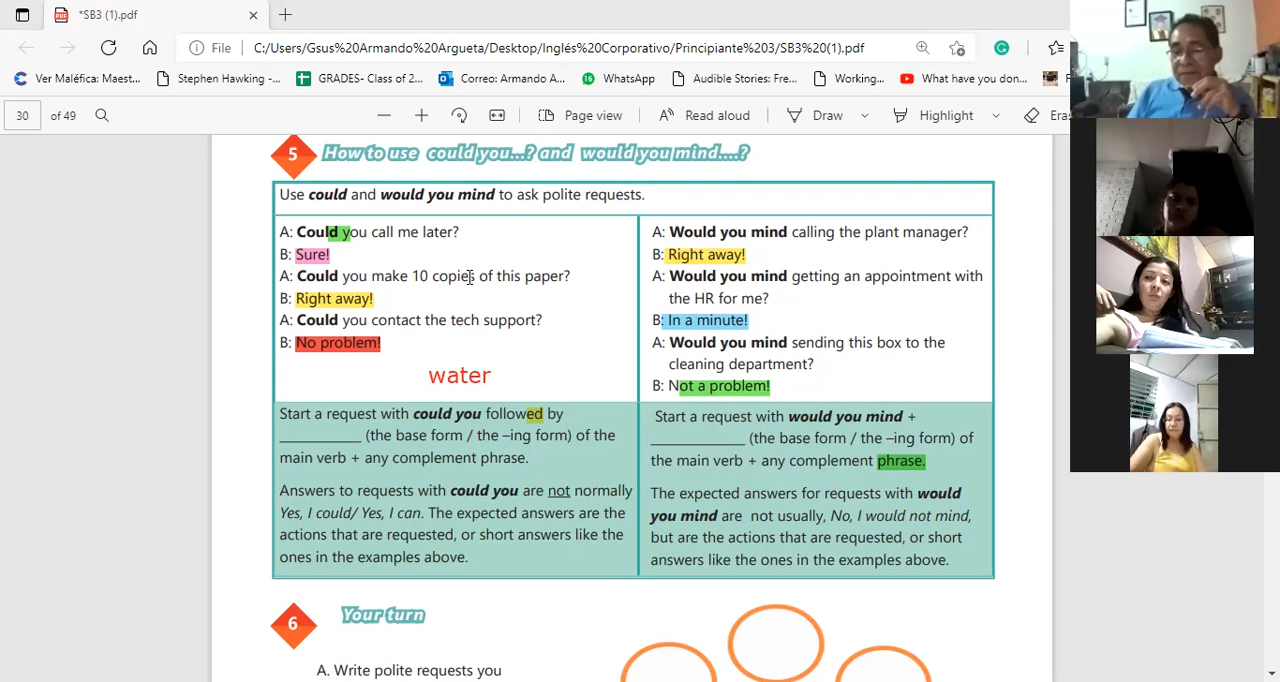 *SB3 (1).pdf
File C:/Users/Gsus%20Armando%20Argueta/Desktop/Inglés%20Corporativo/Principiante%203/SB3%20(1).pdf
Ver Maléfica: Maest... Stephen Hawking -... GRADES- Class of 2... Correo: Armando A... 16 WhatsApp Audible Stories: Fre... Working... What have you don...
30 of 49 Page view Read aloud Draw Highlight Era
5 How to use could you...? and would you mind....?
Use could and would you mind to ask polite requests.
A: Could you call me later?
B: Sure!
A: Could you make 10 copies of this paper?
B: Right away!
A: Could you contact the tech support?
B: No problem!
water
A: Would you mind calling the plant manager?
B: Right away!
A: Would you mind getting an appointment with
the HR for me?
B: In a minute!
A: Would you mind sending this box to the
cleaning department?
B: Not a problem!
Start a request with could you followed by
__________ (the base form / the –ing form) of the
main verb + any complement phrase.
Answers to requests with could you are not normally
Yes, I could/ Yes, I can. The expected answers are the
actions that are requested, or short answers like the
ones in the examples above.
Start a request with would you mind +
___________ (the base form / the –ing form) of
the main verb + any complement phrase.
The expected answers for requests with would
you mind are not usually, No, I would not mind,
but are the actions that are requested, or short
answers like the ones in the examples above.
6 Your turn
A. Write polite requests you